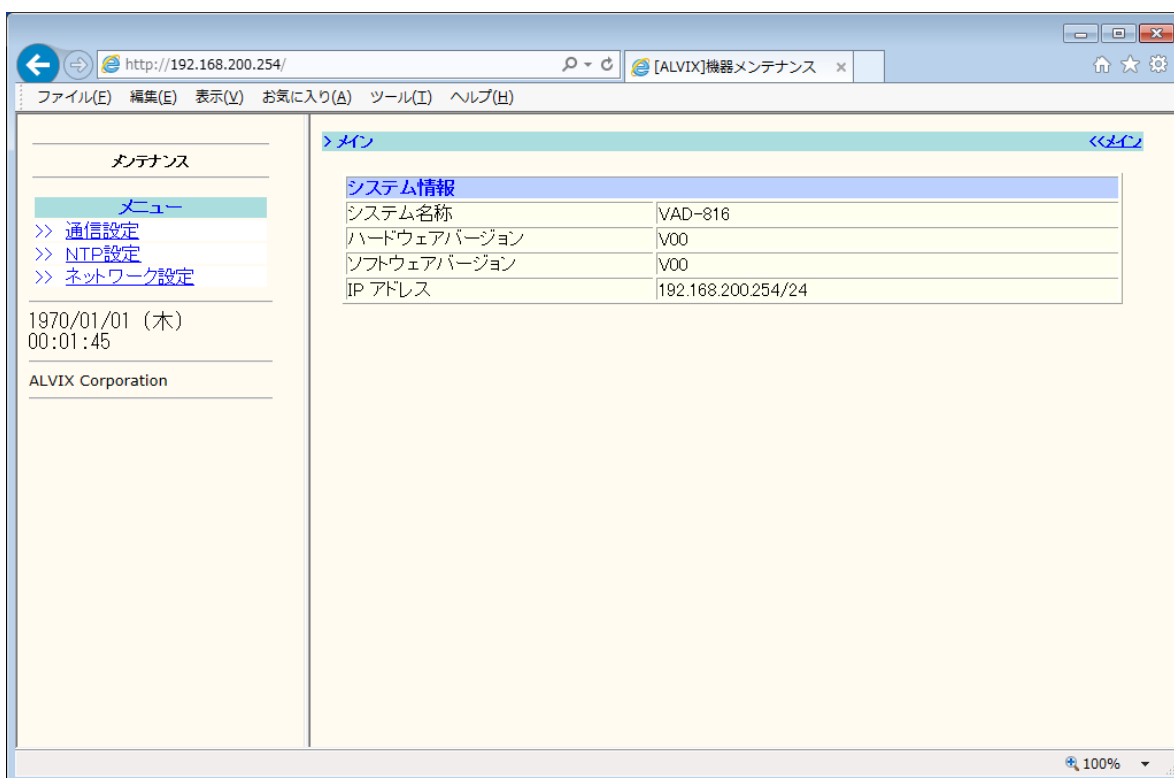 http://192.168.200.254/
[ALVIX]機器メンテナンス
ファイル(F) 編集(E) 表示(V) お気に入り(A) ツール(T) ヘルプ(H)
メンテナンス
メニュー
>> 通信設定
>> NTP設定
>> ネットワーク設定
1970/01/01 (木)
00:01:45
ALVIX Corporation
> メイン
<<メイン
システム情報
システム名称 VAD-816
ハードウェアバージョン V00
ソフトウェアバージョン V00
IP アドレス 192.168.200.254/24
100%